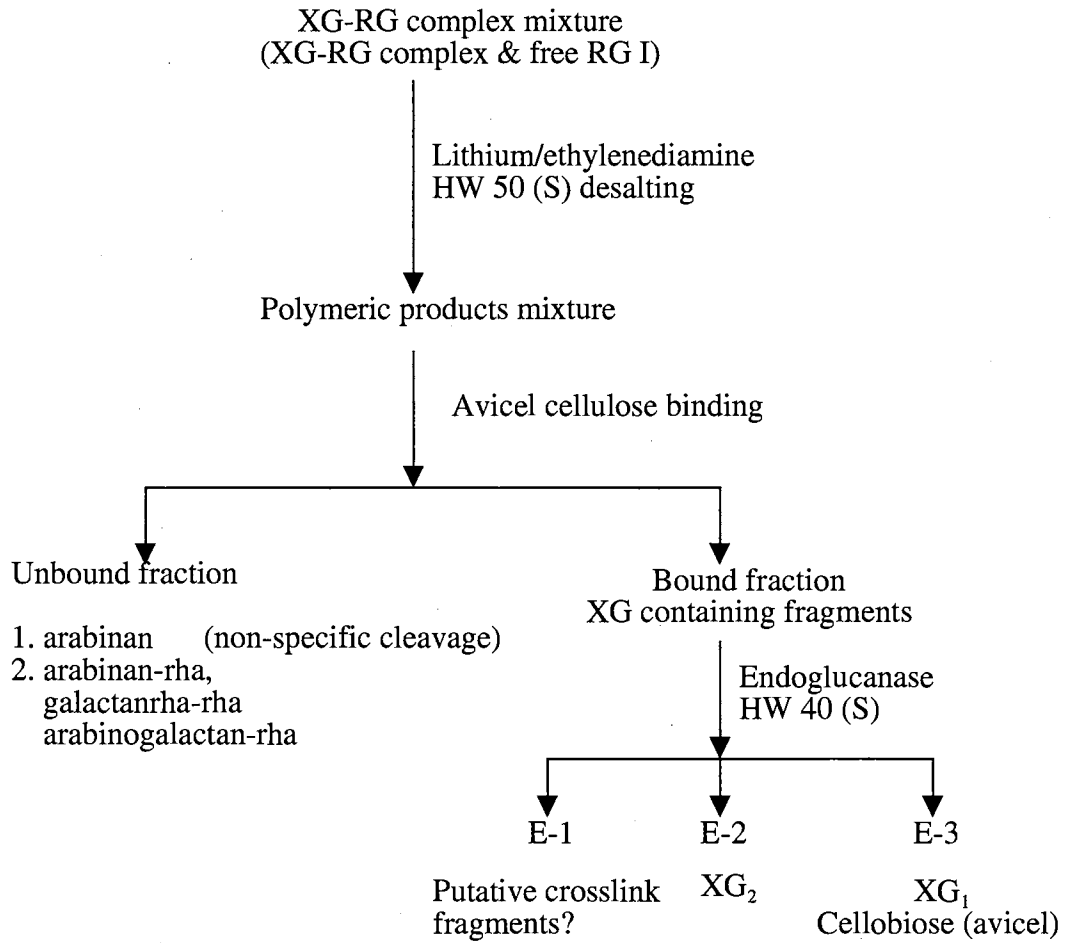 XG-RG complex mixture
(XG-RG complex & free RG I)
Lithium/ethylenediamine
HW 50 (S) desalting
Polymeric products mixture
Avicel cellulose binding
Unbound fraction
1. arabinan (non-specific cleavage)
2. arabinan-rha,
galactanrha-rha
arabinogalactan-rha
Bound fraction
XG containing fragments
Endoglucanase
HW 40 (S)
E-1
Putative crosslink
fragments?
E-2
XG₂
E-3
XG₁
Cellobiose (avicel)